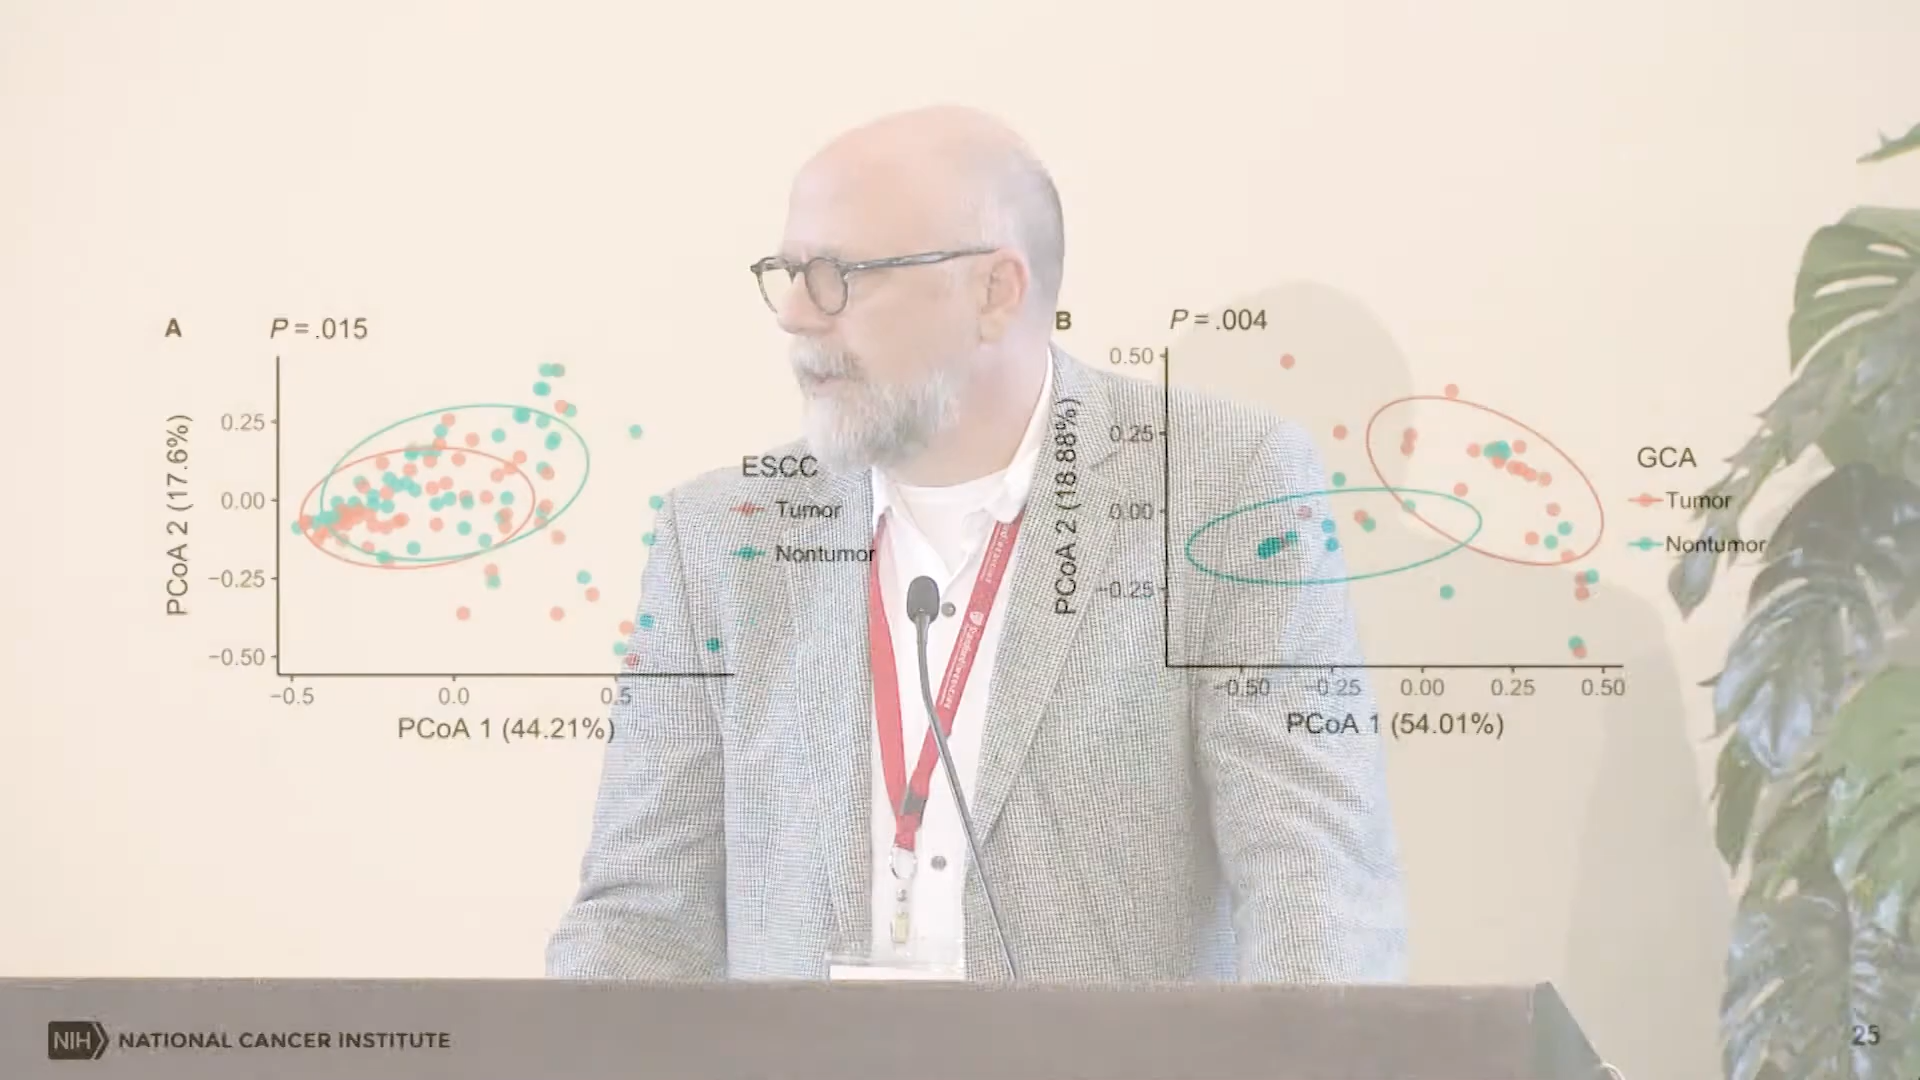 A
P = .015
0.25
0.00
−0.25
−0.50
PCoA 2 (17.6%)
−0.5
0.0
0.5
PCoA 1 (44.21%)
ESCC
Tumor
Nontumor
B
P = .004
0.50
0.25
0.00
−0.25
PCoA 2 (18.88%)
−0.50
−0.25
0.00
0.25
0.50
PCoA 1 (54.01%)
GCA
Tumor
Nontumor
NIH NATIONAL CANCER INSTITUTE
25